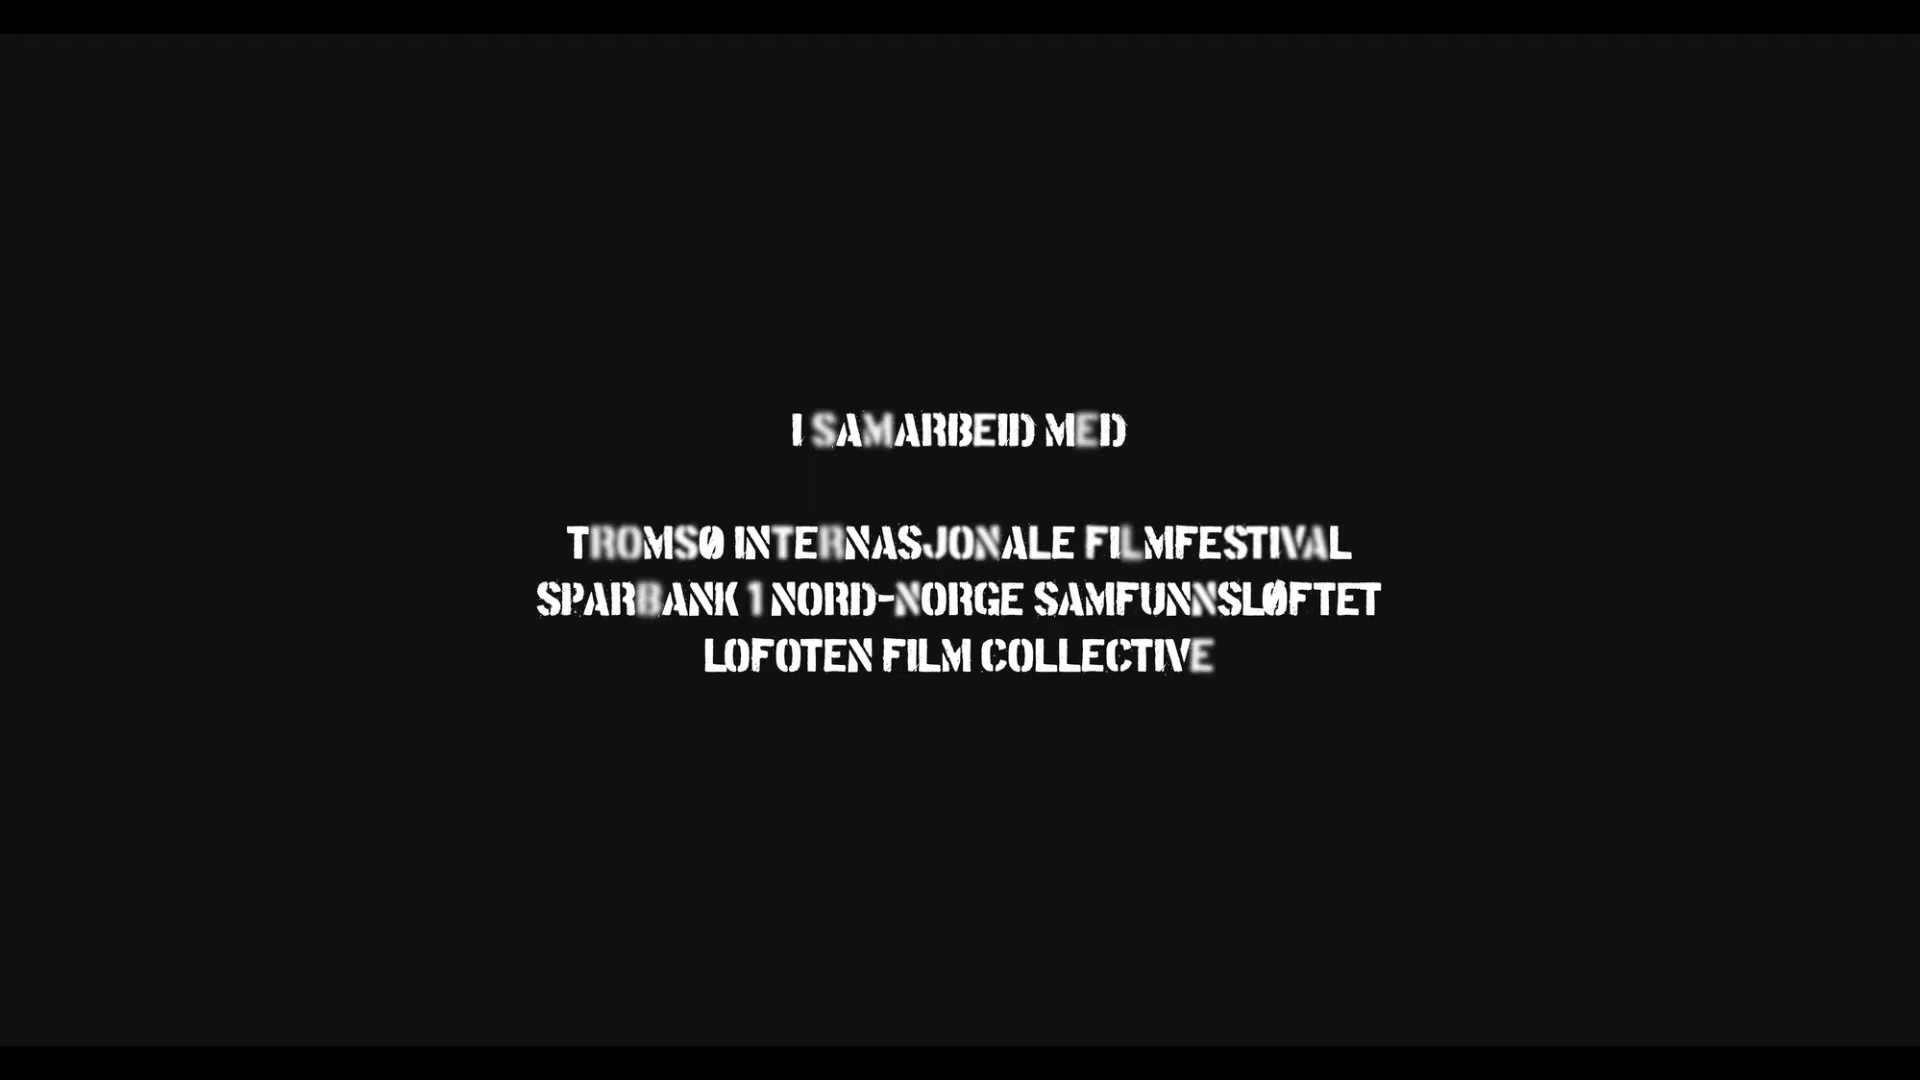 I SAMARBEID MED
TROMSØ INTERNASJONALE FILMFESTIVAL
SPARBANK 1 NORD-NORGE SAMFUNNSLØFTET
LOFOTEN FILM COLLECTIVE